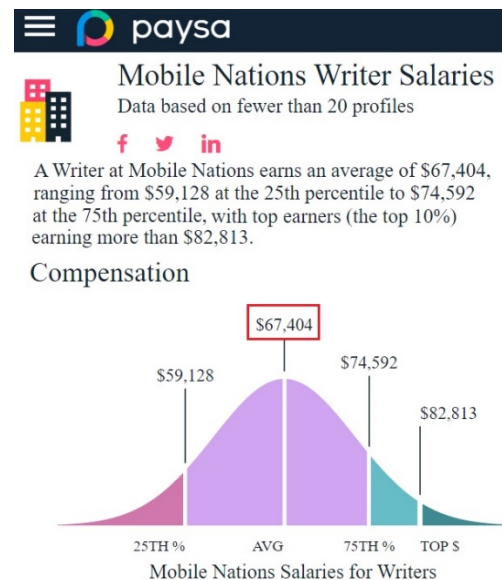 paysa
Mobile Nations Writer Salaries
Data based on fewer than 20 profiles
A Writer at Mobile Nations earns an average of $67,404,
ranging from $59,128 at the 25th percentile to $74,592
at the 75th percentile, with top earners (the top 10%)
earning more than $82,813.
Compensation
$67,404
$59,128
$74,592
$82,813
25TH % AVG 75TH % TOP $
Mobile Nations Salaries for Writers